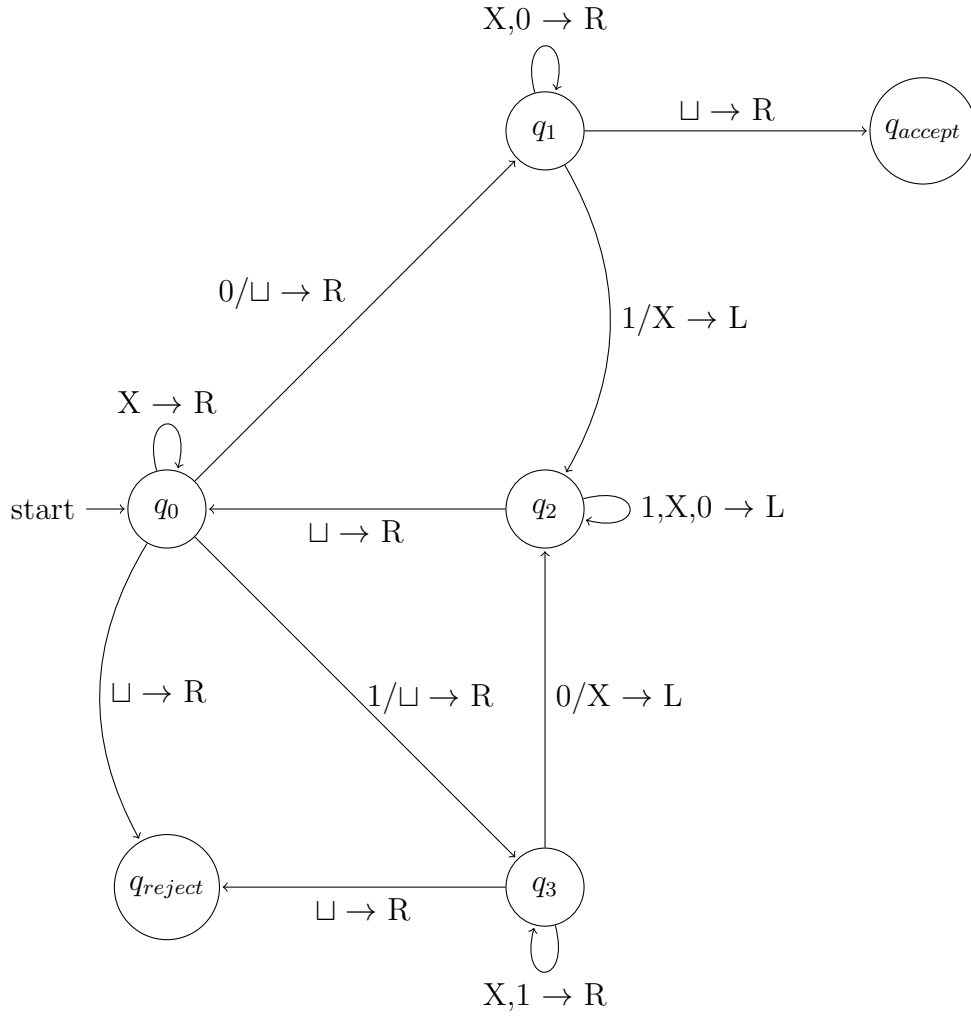 X,0 → R
q1
⊔ → R
qaccept
0/⊔ → R
1/X → L
X → R
start
q0
⊔ → R
q2
1,X,0 → L
⊔ → R
1/⊔ → R
0/X → L
qreject
⊔ → R
q3
X,1 → R